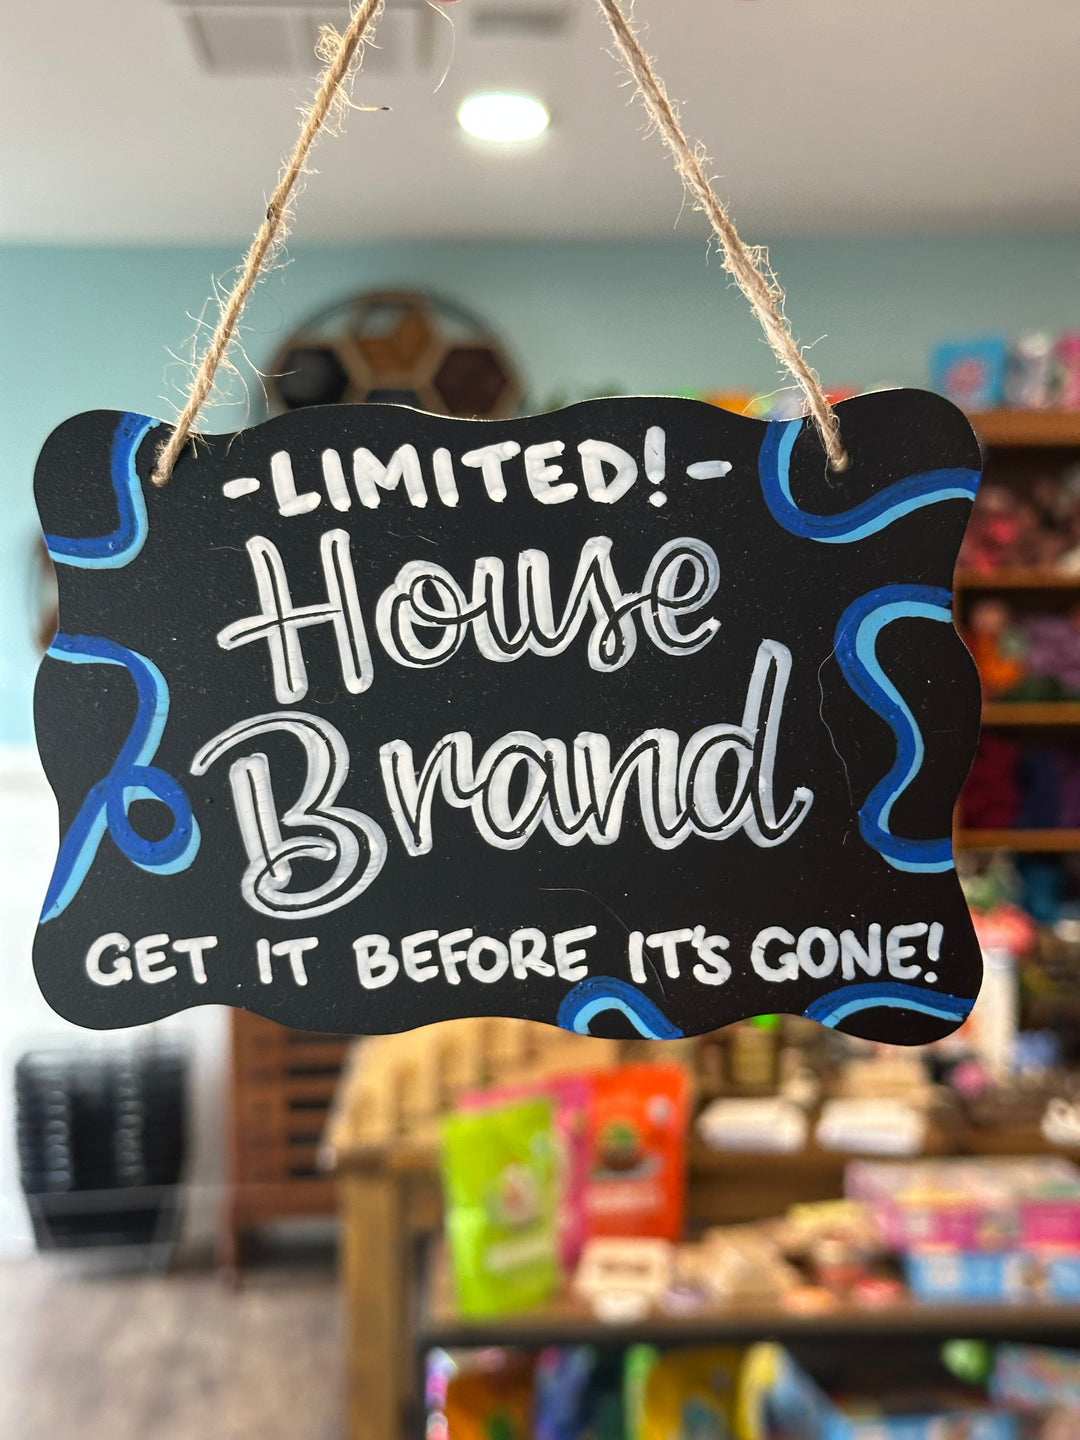 -LIMITED!-
House
Brand
GET IT BEFORE IT'S GONE!